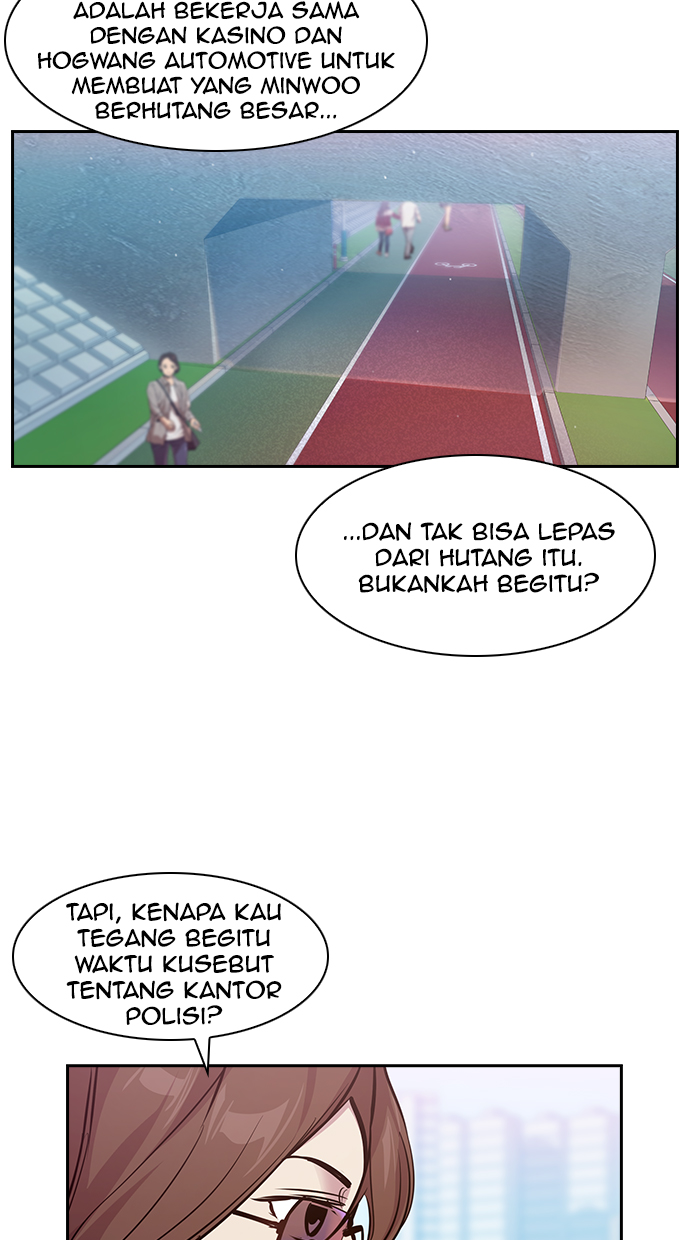 ADALAH BEKERJA SAMA
DENGAN KASINO DAN
HOGWANG AUTOMOTIVE UNTUK
MEMBUAT YANG MINWOO
BERHUTANG BESAR...
...DAN TAK BISA LEPAS
DARI HUTANG ITU.
BUKANKAH BEGITU?
TAPI, KENAPA KAU
TEGANG BEGITU
WAKTU KUSEBUT
TENTANG KANTOR
POLISI?